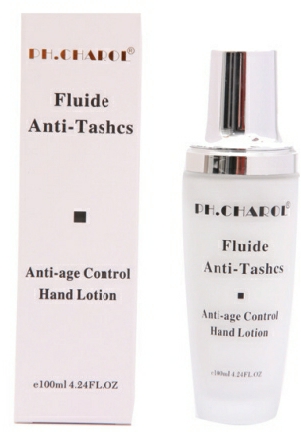 PH.CHAROL®
Fluide
Anti-Tashcs
Anti-age Control
Hand Lotion
e100ml 4.24FL.OZ
PH.CHAROL®
Fluide
Anti-Tashcs
Anti-age Control
Hand Lotion
e100ml 4.24FL.OZ